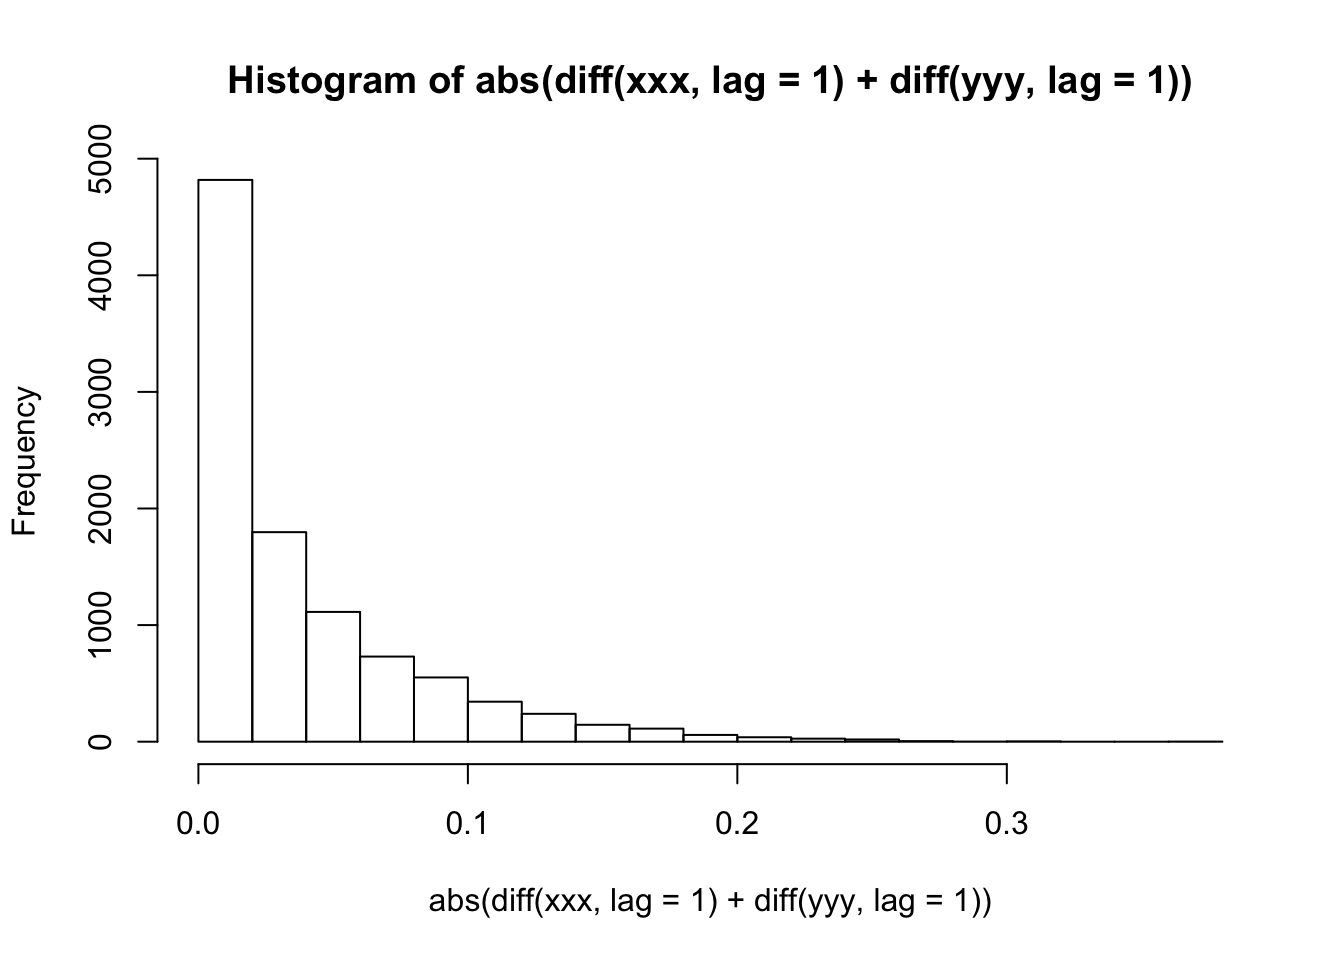 Histogram of abs(diff(xxx, lag = 1) + diff(yyy, lag = 1))
Frequency
5000
4000
3000
2000
1000
0
0.0 0.1 0.2 0.3
abs(diff(xxx, lag = 1) + diff(yyy, lag = 1))